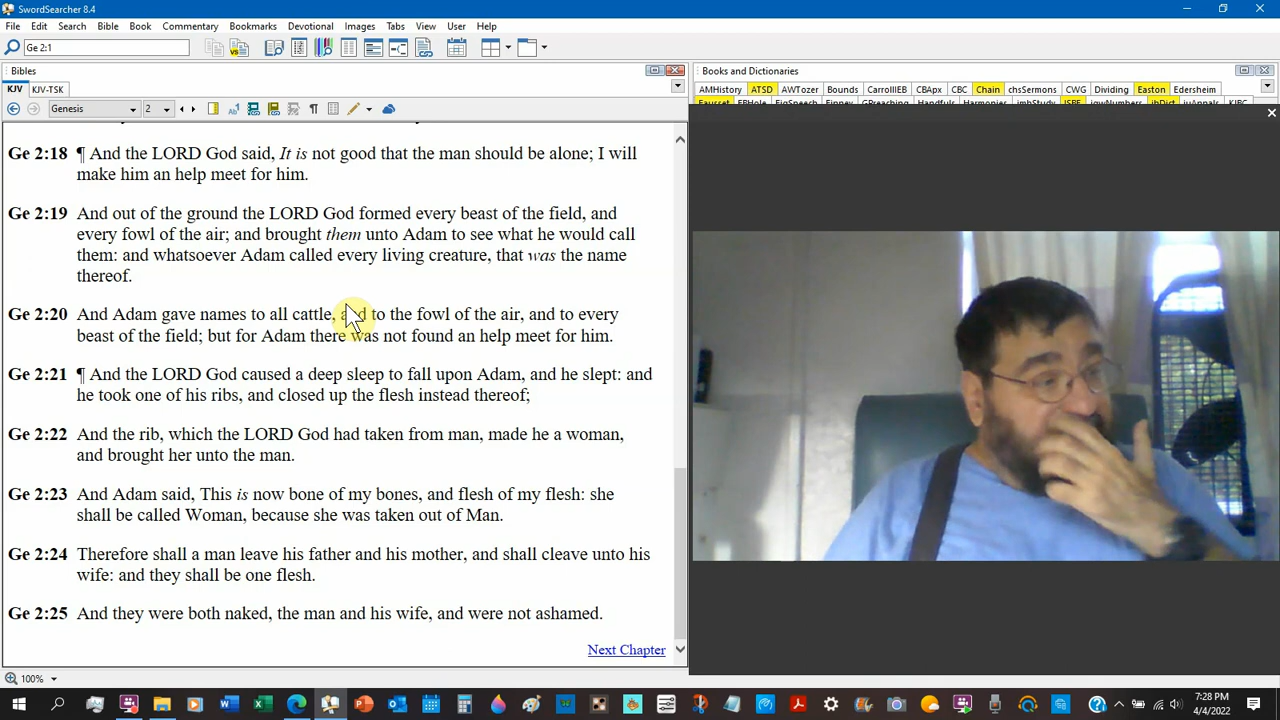 SwordSearcher 8.4
File Edit Search Bible Book Commentary Bookmarks Devotional Images Tabs View User Help
Ge 2:1
Bibles
KJV KJV-TSK
Genesis 2
Ge 2:18 ¶ And the LORD God said, It is not good that the man should be alone; I will
make him an help meet for him.
Ge 2:19 And out of the ground the LORD God formed every beast of the field, and
every fowl of the air; and brought them unto Adam to see what he would call
them: and whatsoever Adam called every living creature, that was the name
thereof.
Ge 2:20 And Adam gave names to all cattle, and to the fowl of the air, and to every
beast of the field; but for Adam there was not found an help meet for him.
Ge 2:21 ¶ And the LORD God caused a deep sleep to fall upon Adam, and he slept: and
he took one of his ribs, and closed up the flesh instead thereof;
Ge 2:22 And the rib, which the LORD God had taken from man, made he a woman,
and brought her unto the man.
Ge 2:23 And Adam said, This is now bone of my bones, and flesh of my flesh: she
shall be called Woman, because she was taken out of Man.
Ge 2:24 Therefore shall a man leave his father and his mother, and shall cleave unto his
wife: and they shall be one flesh.
Ge 2:25 And they were both naked, the man and his wife, and were not ashamed.
Next Chapter
100%
Books and Dictionaries
AMHistory ATSD AWTozer Bounds CarrollIEB CBApx CBC Chain chsSermons CWG Dividing Easton Edersheim
7:28 PM
4/4/2022